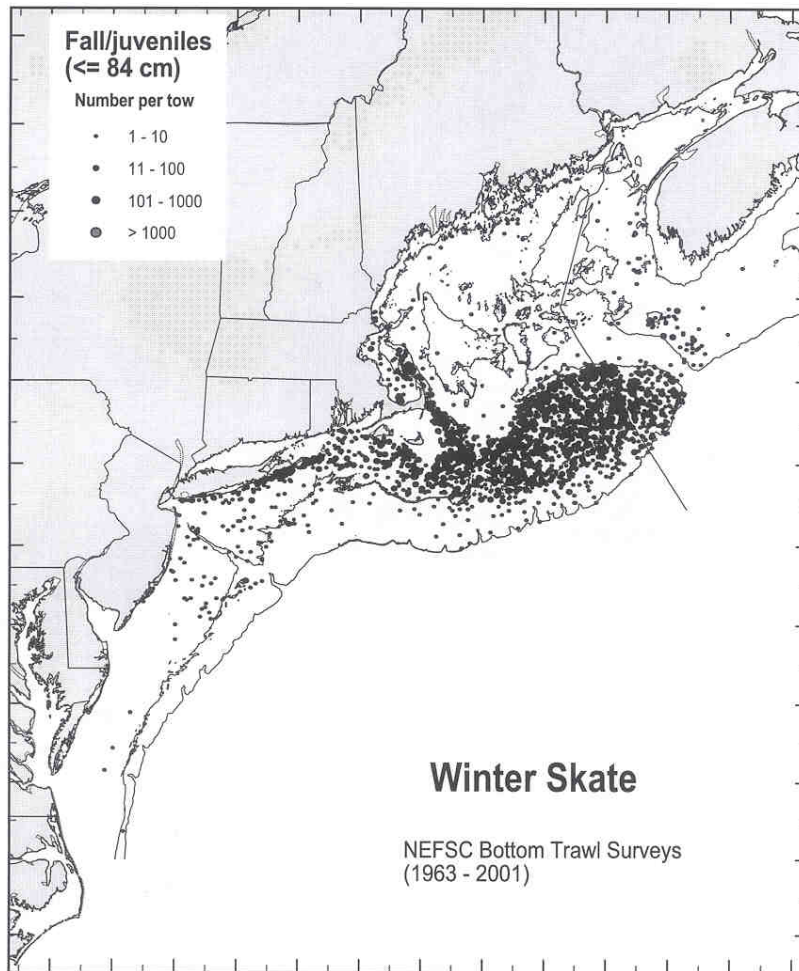 Fall/juveniles
(<= 84 cm)
Number per tow
1 - 10
11 - 100
101 - 1000
> 1000
Winter Skate
NEFSC Bottom Trawl Surveys
(1963 - 2001)